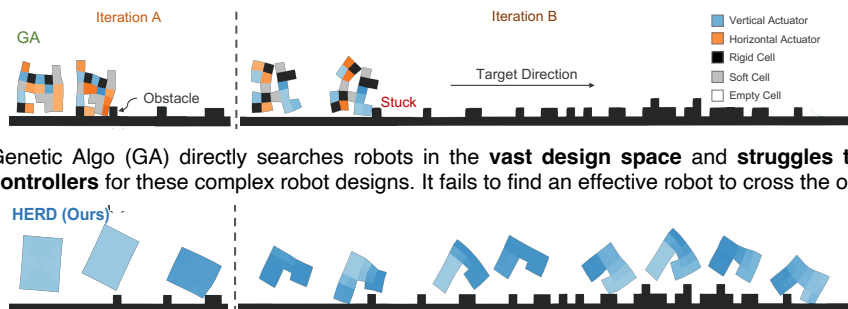 Iteration A
Iteration B
GA
Vertical Actuator
Horizontal Actuator
Rigid Cell
Soft Cell
Empty Cell
Target Direction
Obstacle
Stuck
Genetic Algo (GA) directly searches robots in the vast design space and struggles t
ontrollers for these complex robot designs. It fails to find an effective robot to cross the o
HERD (Ours)